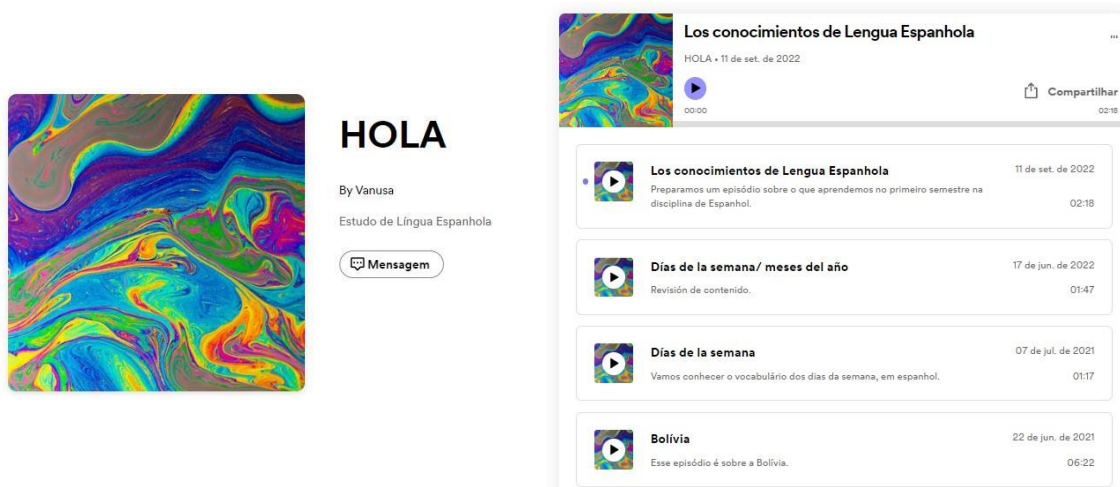 HOLA
By Vanusa
Estudo de Língua Espanhola
Mensagem
Los conocimientos de Lengua Espanhola
...
HOLA • 11 de set. de 2022
Compartilhar
00:00
02:18
Los conocimientos de Lengua Espanhola
11 de set. de 2022
Preparamos um episódio sobre o que aprendemos no primeiro semestre na
disciplina de Espanhol.
02:18
Días de la semana/ meses del año
17 de jun. de 2022
Revisión de contenido.
01:47
Días de la semana
07 de jul. de 2021
Vamos conhecer o vocabulário dos dias da semana, em espanhol.
01:17
Bolívia
22 de jun. de 2021
Esse episódio é sobre a Bolívia.
06:22